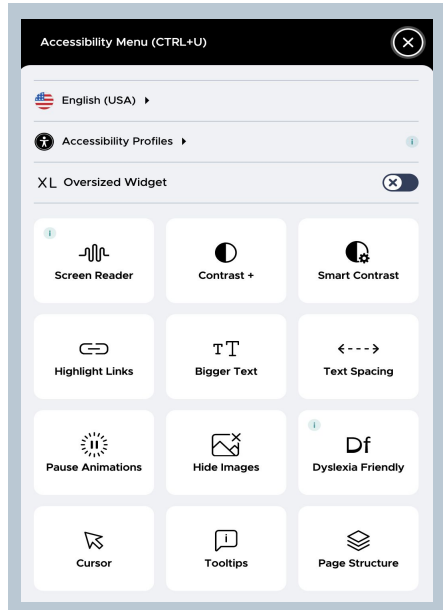 Accessibility Menu (CTRL+U)
English (USA)
Accessibility Profiles
i
XL Oversized Widget
i
Screen Reader
Contrast +
Smart Contrast
Highlight Links
TT
Bigger Text
Text Spacing
Pause Animations
Hide Images
i
Df
Dyslexia Friendly
Cursor
i
Tooltips
Page Structure